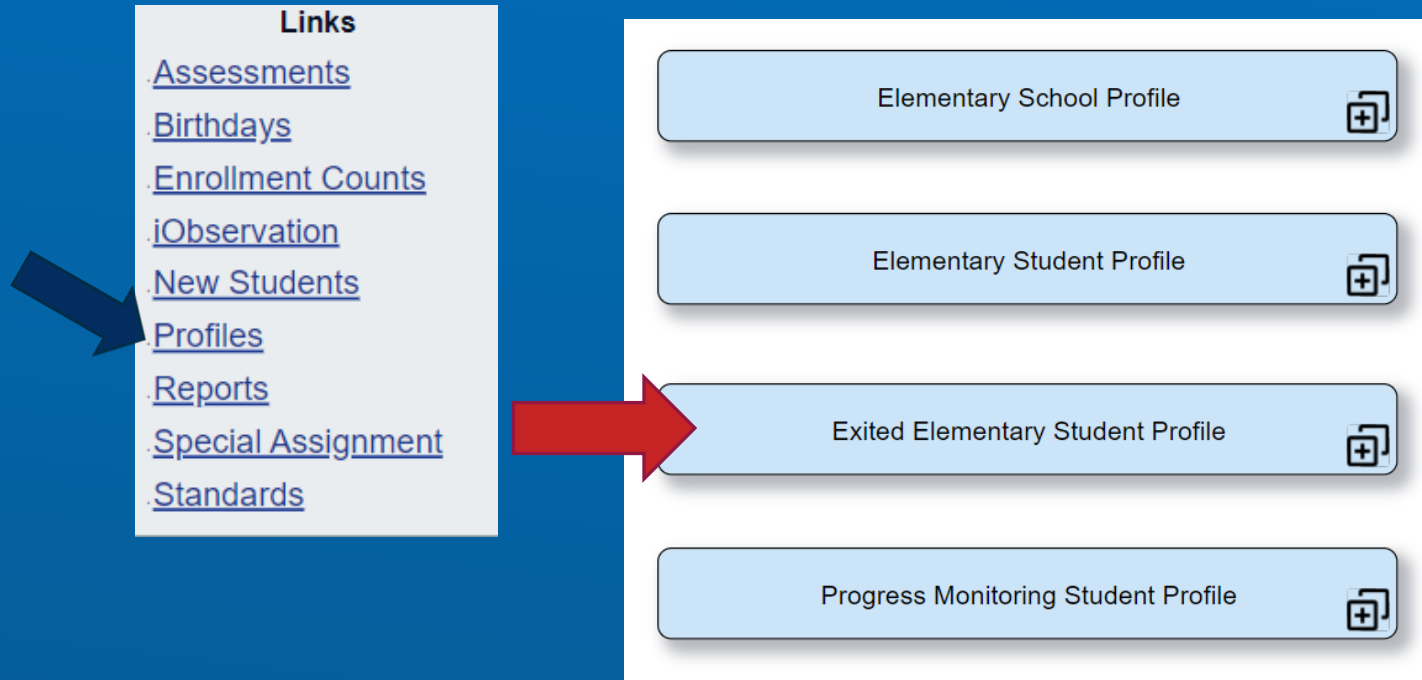 Links
Assessments
Birthdays
Enrollment Counts
iObservation
New Students
Profiles
Reports
Special Assignment
Standards
Elementary School Profile
Elementary Student Profile
Exited Elementary Student Profile
Progress Monitoring Student Profile